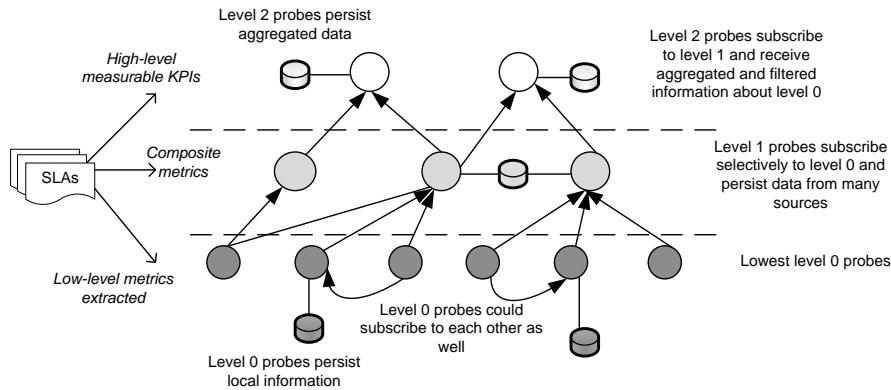 Level 2 probes persist
aggregated data
High-level
measurable KPIs
Level 2 probes subscribe
to level 1 and receive
aggregated and filtered
information about level 0
SLAs
Composite
metrics
Level 1 probes subscribe
selectively to level 0 and
persist data from many
sources
Low-level metrics
extracted
Lowest level 0 probes
Level 0 probes could
subscribe to each other as
well
Level 0 probes persist
local information